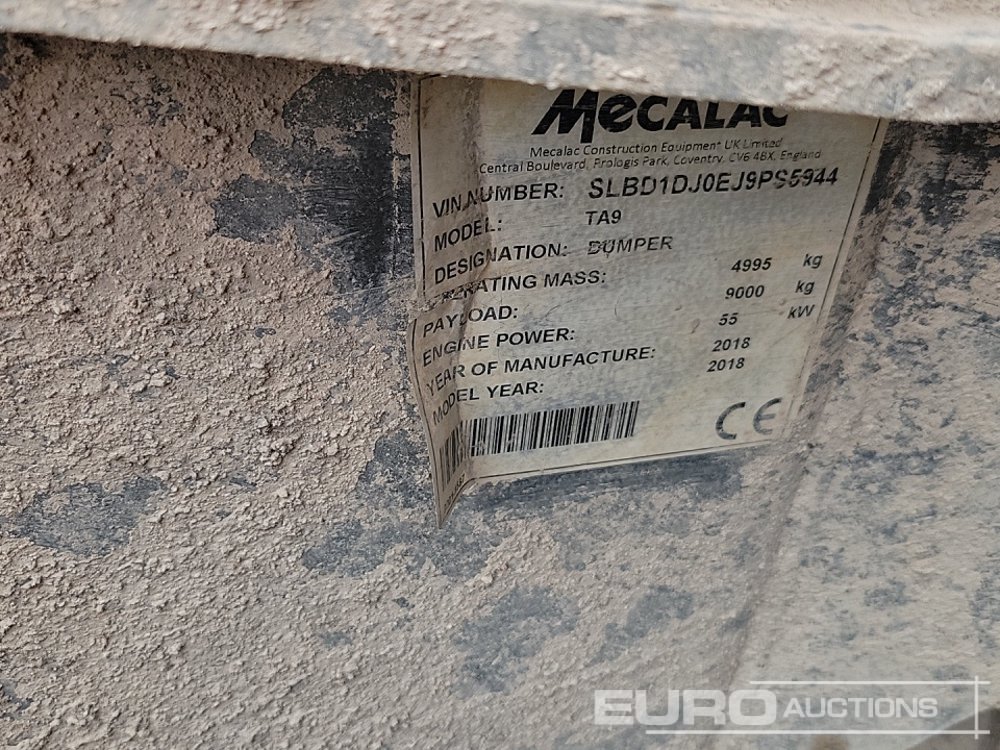 MECALAC
Mecalac Construction Equipment UK Limited
Central Boulevard, Prologis Park, Coventry, CV6 4BX, England
VIN NUMBER: SLBD1DJ0EJ9PS5944
MODEL: TA9
DESIGNATION: DUMPER
OPERATING MASS: 4995 kg
PAYLOAD: 9000 kg
ENGINE POWER: 55 kW
YEAR OF MANUFACTURE: 2018
MODEL YEAR: 2018
CE
EURO AUCTIONS